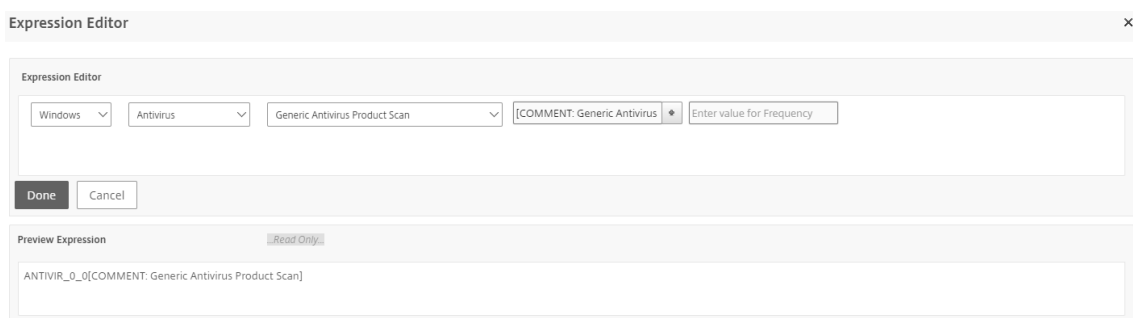 Expression Editor
Expression Editor
Windows Antivirus Generic Antivirus Product Scan [COMMENT: Generic Antivirus Enter value for Frequency
Done Cancel
Preview Expression ...Read Only...
ANTIVIR_0_0[COMMENT: Generic Antivirus Product Scan]